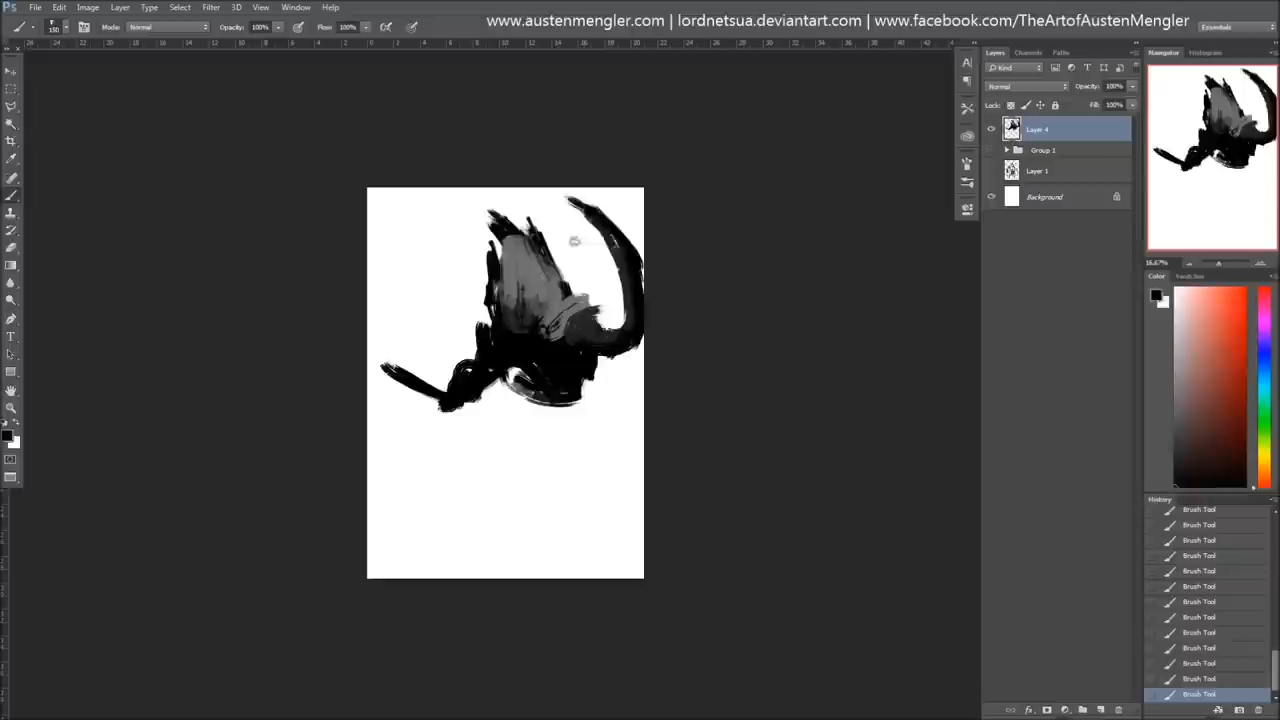 Ps File Edit Image Layer Type Select Filter 3D View Window Help
www.austenmengler.com | lordnetsua.deviantart.com | www.facebook.com/TheArtofAustenMengler
150 Mode: Normal Opacity: 100% Flow: 100% Essentials
Layers Channels Paths
Navigator Histogram
Kind
Normal Opacity: 100%
Lock: Fill: 100%
Layer 4
Group 1
Layer 1
Background
16.67%
Color Swatches
History
Brush Tool
Brush Tool
Brush Tool
Brush Tool
Brush Tool
Brush Tool
Brush Tool
Brush Tool
Brush Tool
Brush Tool
Brush Tool
Brush Tool
Brush Tool